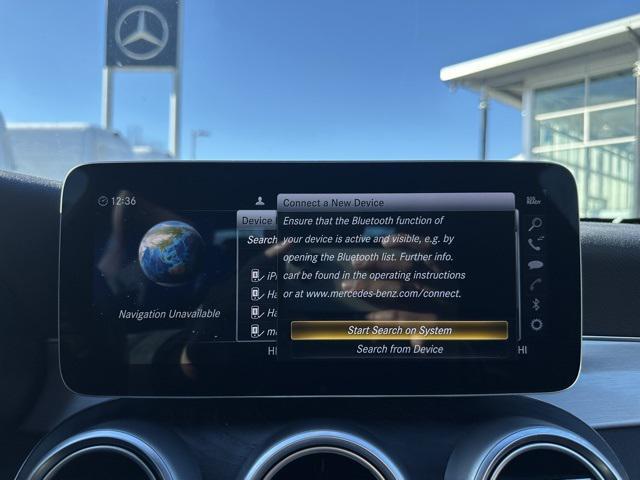 12:36
Connect a New Device
Device
Ensure that the Bluetooth function of
Search
your device is active and visible, e.g. by
opening the Bluetooth list. Further info.
can be found in the operating instructions
or at www.mercedes-benz.com/connect.
Navigation Unavailable
Start Search on System
Search from Device
HI
HI
READY